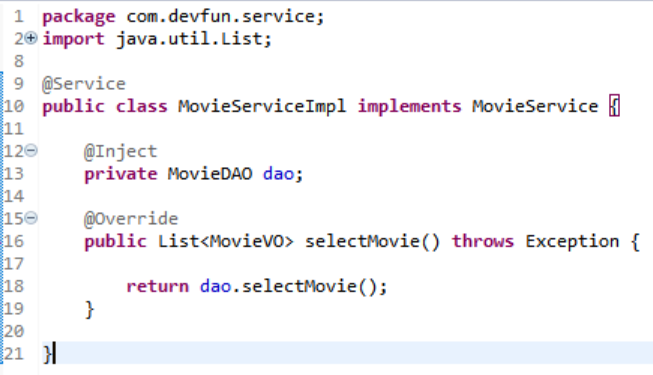 1 package com.devfun.service;
2 import java.util.List;
8
9 @Service
10 public class MovieServiceImpl implements MovieService {
11
12 @Inject
13 private MovieDAO dao;
14
15 @Override
16 public List<MovieVO> selectMovie() throws Exception {
17
18 return dao.selectMovie();
19 }
20
21 }